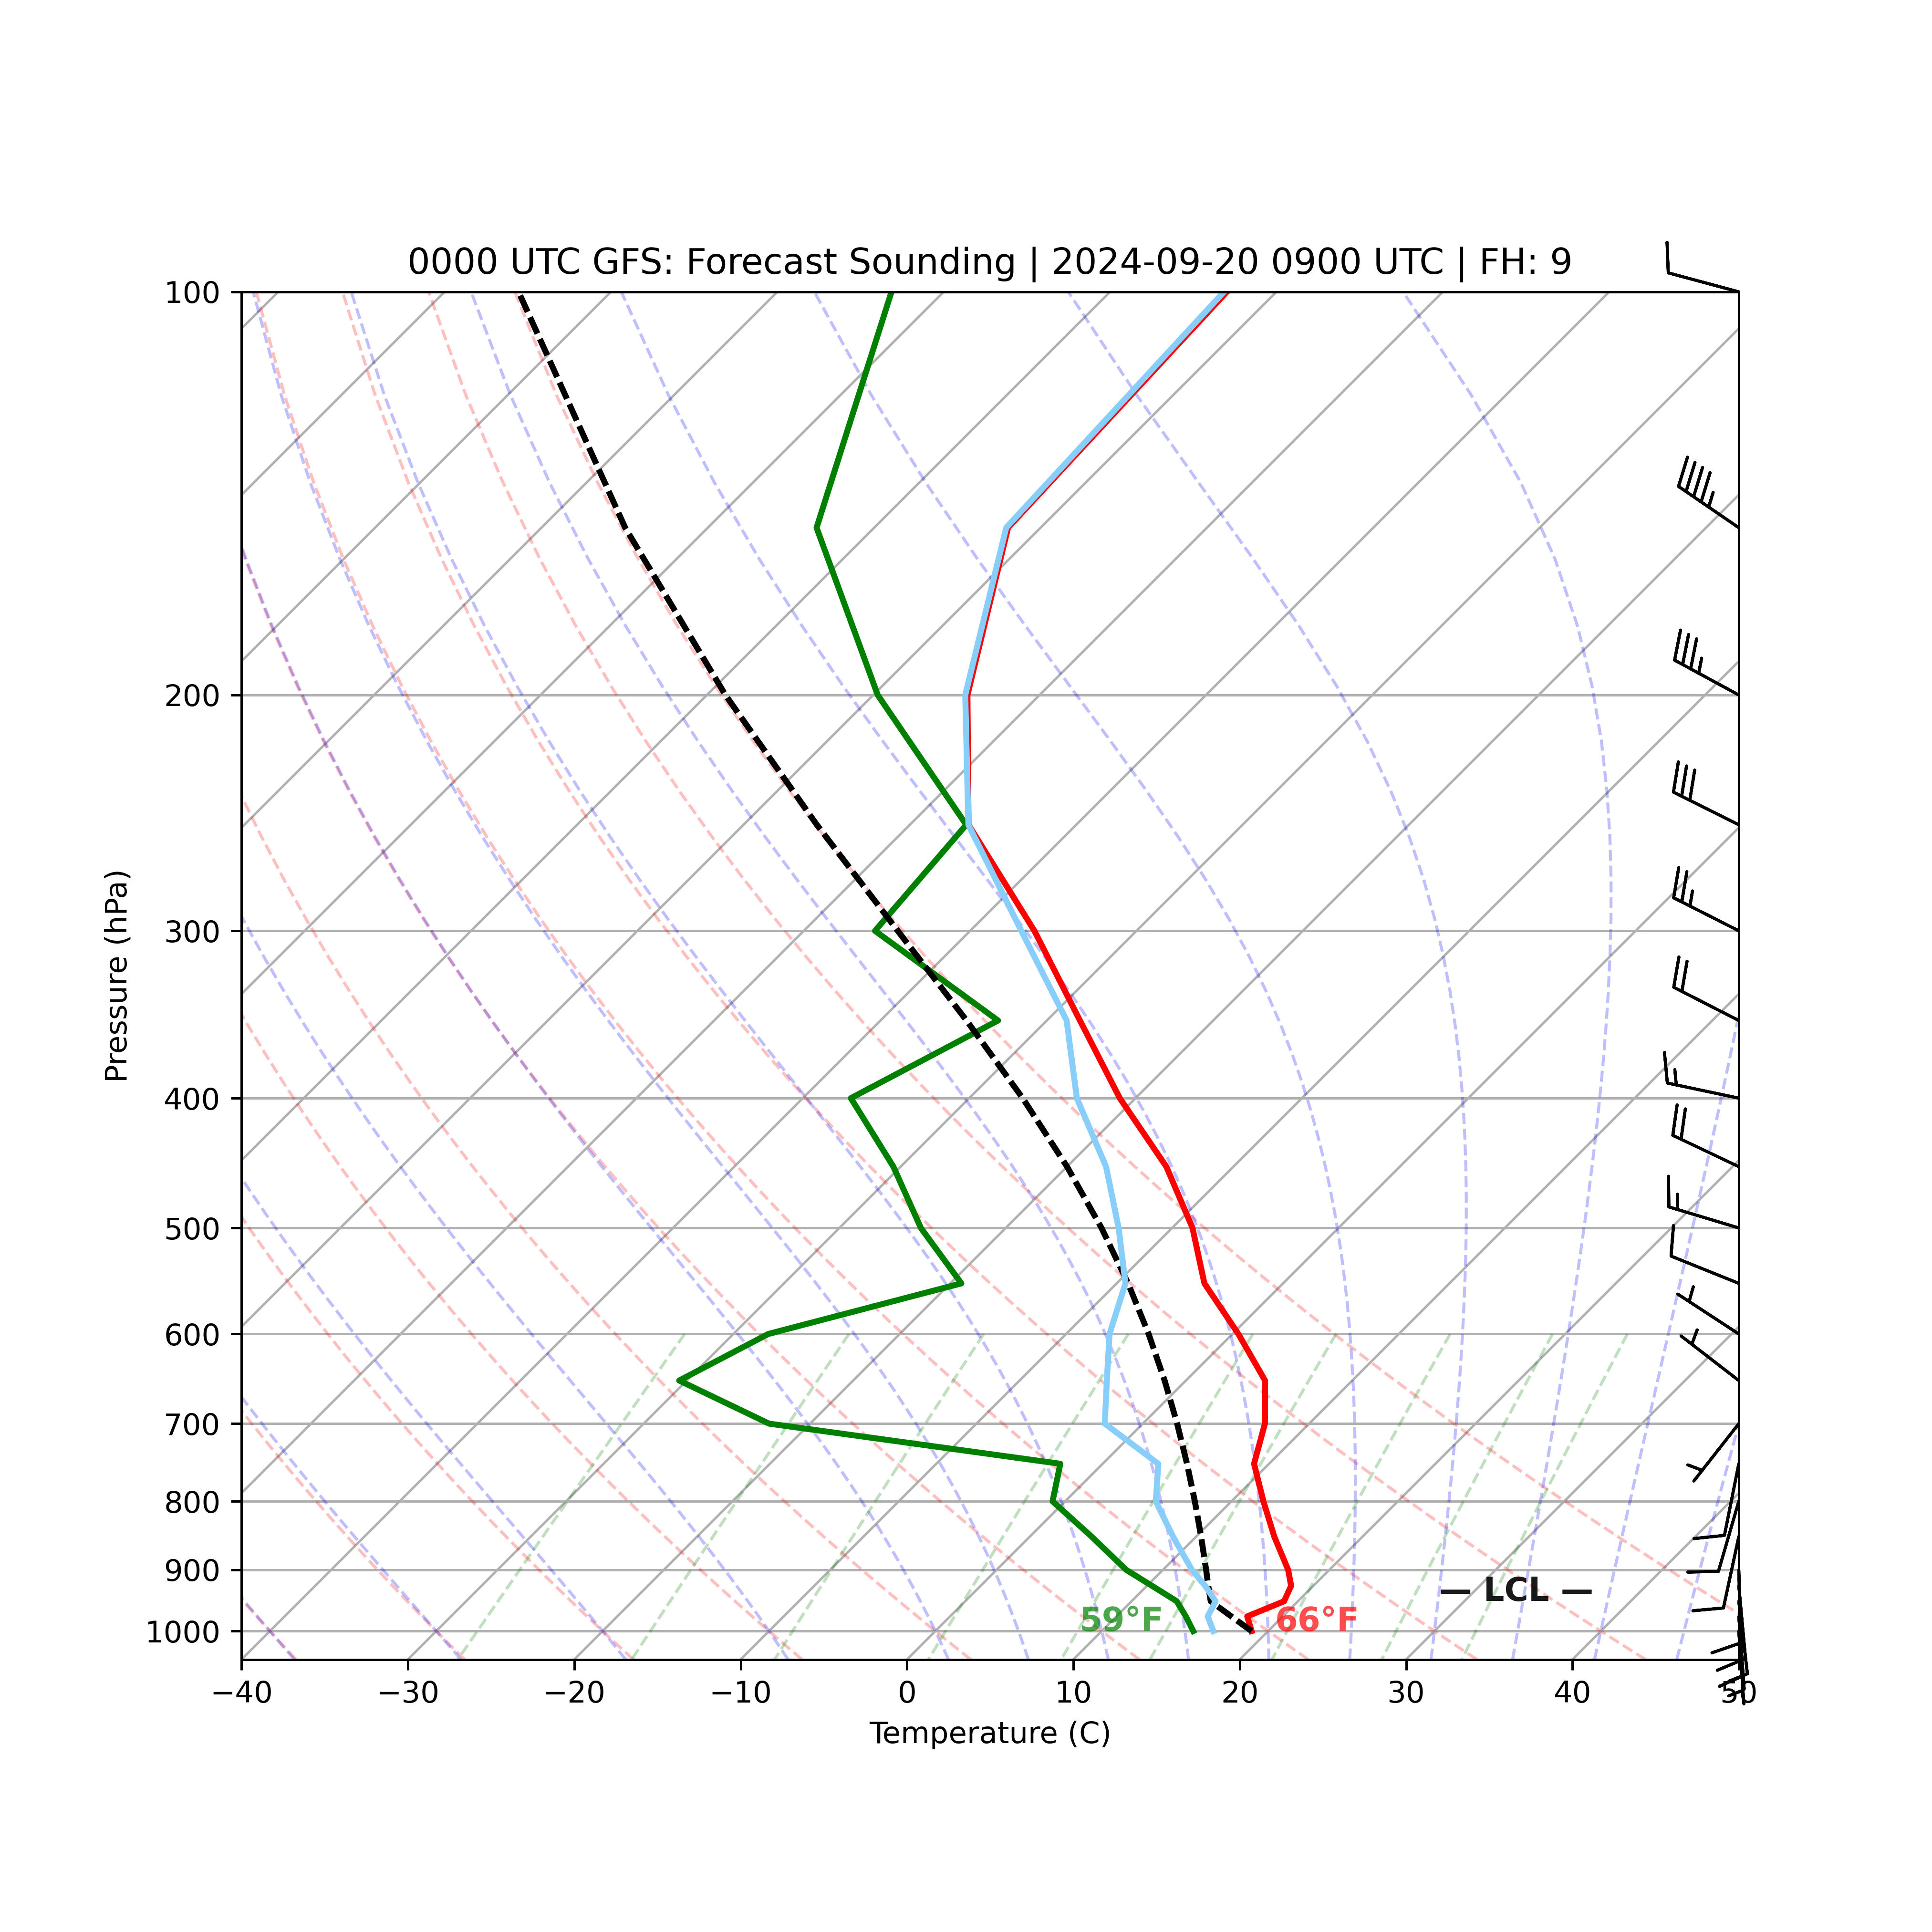 0000 UTC GFS: Forecast Sounding | 2024-09-20 0900 UTC | FH: 9
100
200
300
400
500
600
700
800
900
1000
Pressure (hPa)
— LCL —
59°F 66°F
−40 −30 −20 −10 0 10 20 30 40 50
Temperature (C)